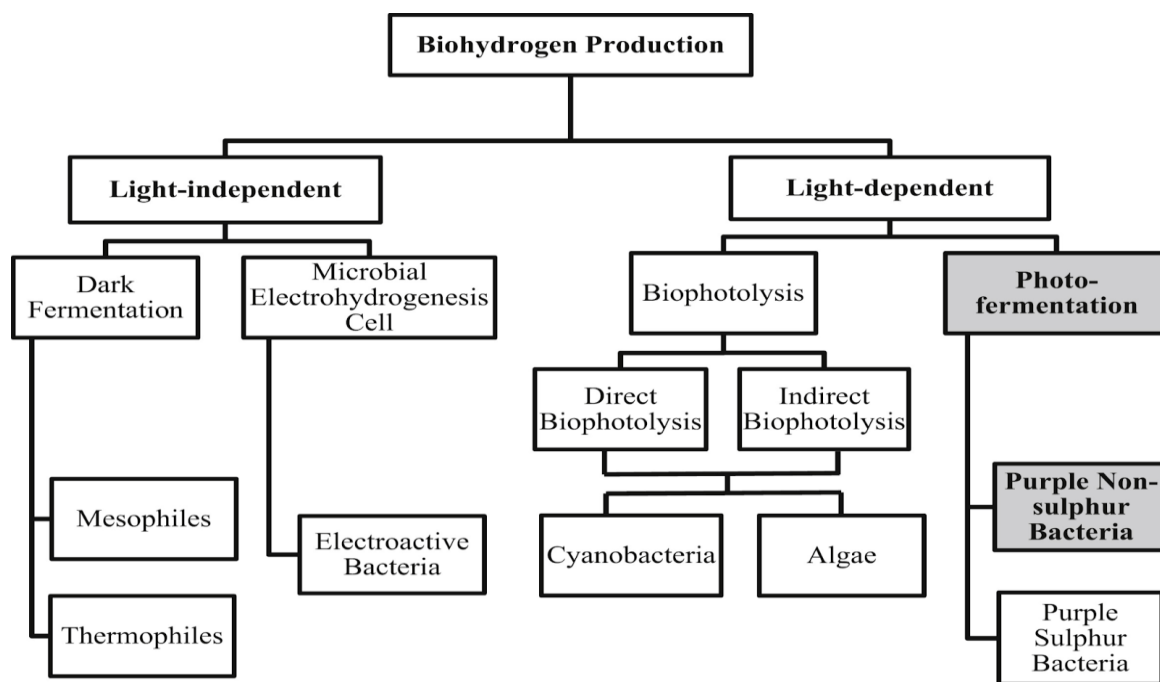 Biohydrogen Production
Light-independent
Light-dependent
Dark
Fermentation
Microbial
Electrohydrogenesis
Cell
Biophotolysis
Photo-
fermentation
Direct
Biophotolysis
Indirect
Biophotolysis
Mesophiles
Electroactive
Bacteria
Cyanobacteria
Algae
Purple Non-
sulphur
Bacteria
Thermophiles
Purple
Sulphur
Bacteria